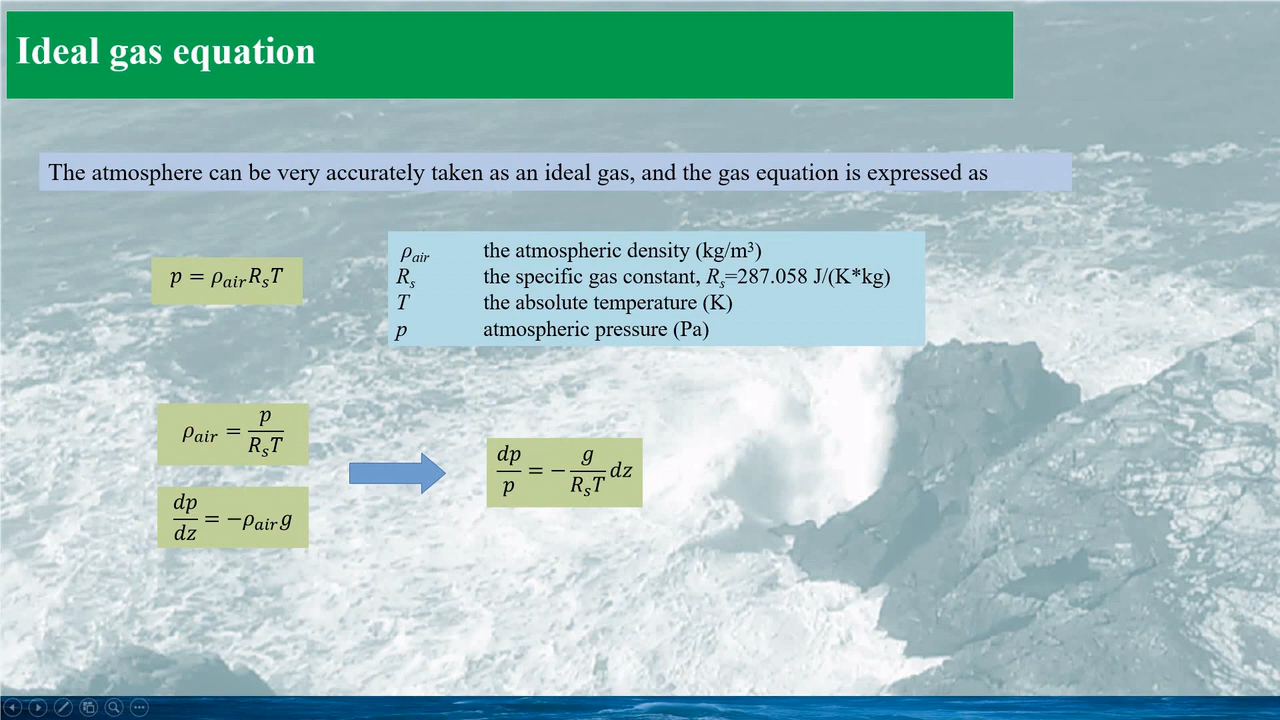 Ideal gas equation
The atmosphere can be very accurately taken as an ideal gas, and the gas equation is expressed as
p = ρ_air R_s T
ρ_air the atmospheric density (kg/m³)
R_s the specific gas constant, R_s=287.058 J/(K*kg)
T the absolute temperature (K)
p atmospheric pressure (Pa)
ρ_air = p / (R_s T)
dp/dz = −ρ_air g
dp/p = − g/(R_s T) dz